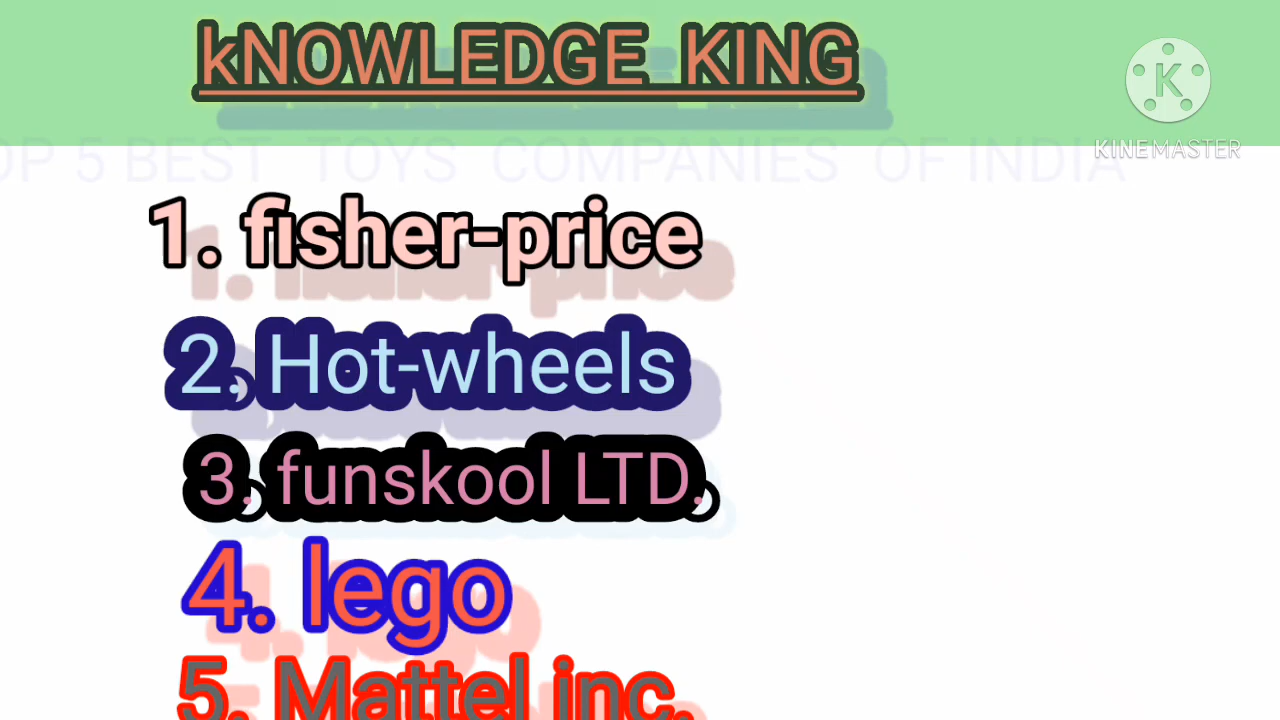 kNOWLEDGE KING
K
KINEMASTER
OP 5 BEST TOYS COMPANIES OF INDIA
1. fisher-price
2. Hot-wheels
3. funskool LTD.
4. lego
5. Mattel inc.